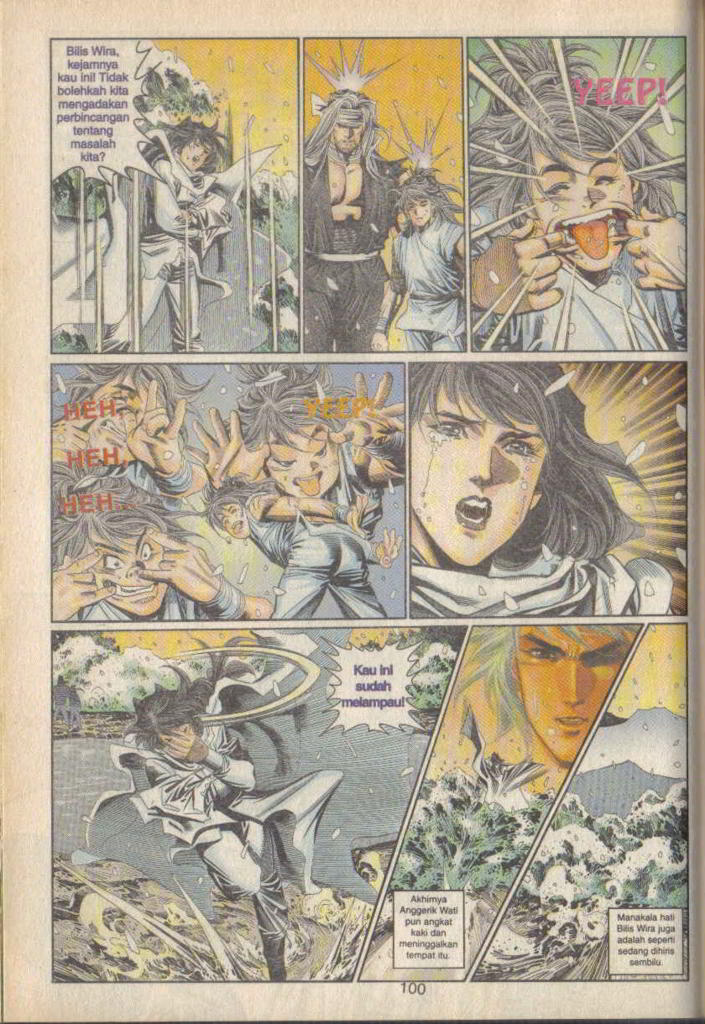 Bilis Wira,
kejamnya
kau ini! Tidak
bolehkah kita
mengadakan
perbincangan
tentang
masalah
kita?
YEEP!
HEH,
HEH,
HEH...
YEEP!
Kau ini
sudah
melampau!
Akhirnya
Anggerik Wati
pun angkat
kaki dan
meninggalkan
tempat itu.
Manakala hati
Bilis Wira juga
adalah seperti
sedang dihiris
sembilu.
100